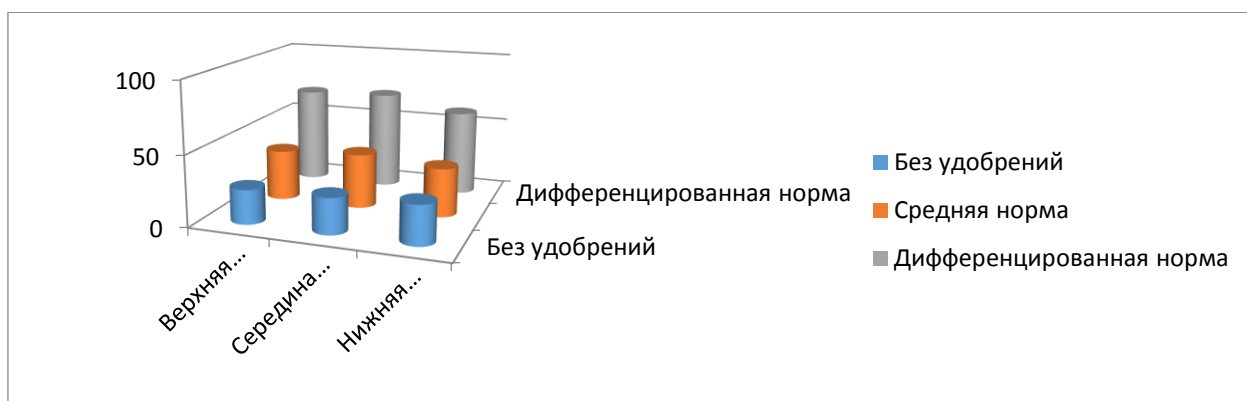 100
50
0
Верхняя...
Середина...
Нижняя...
Дифференцированная норма
Без удобрений
Без удобрений
Средняя норма
Дифференцированная норма